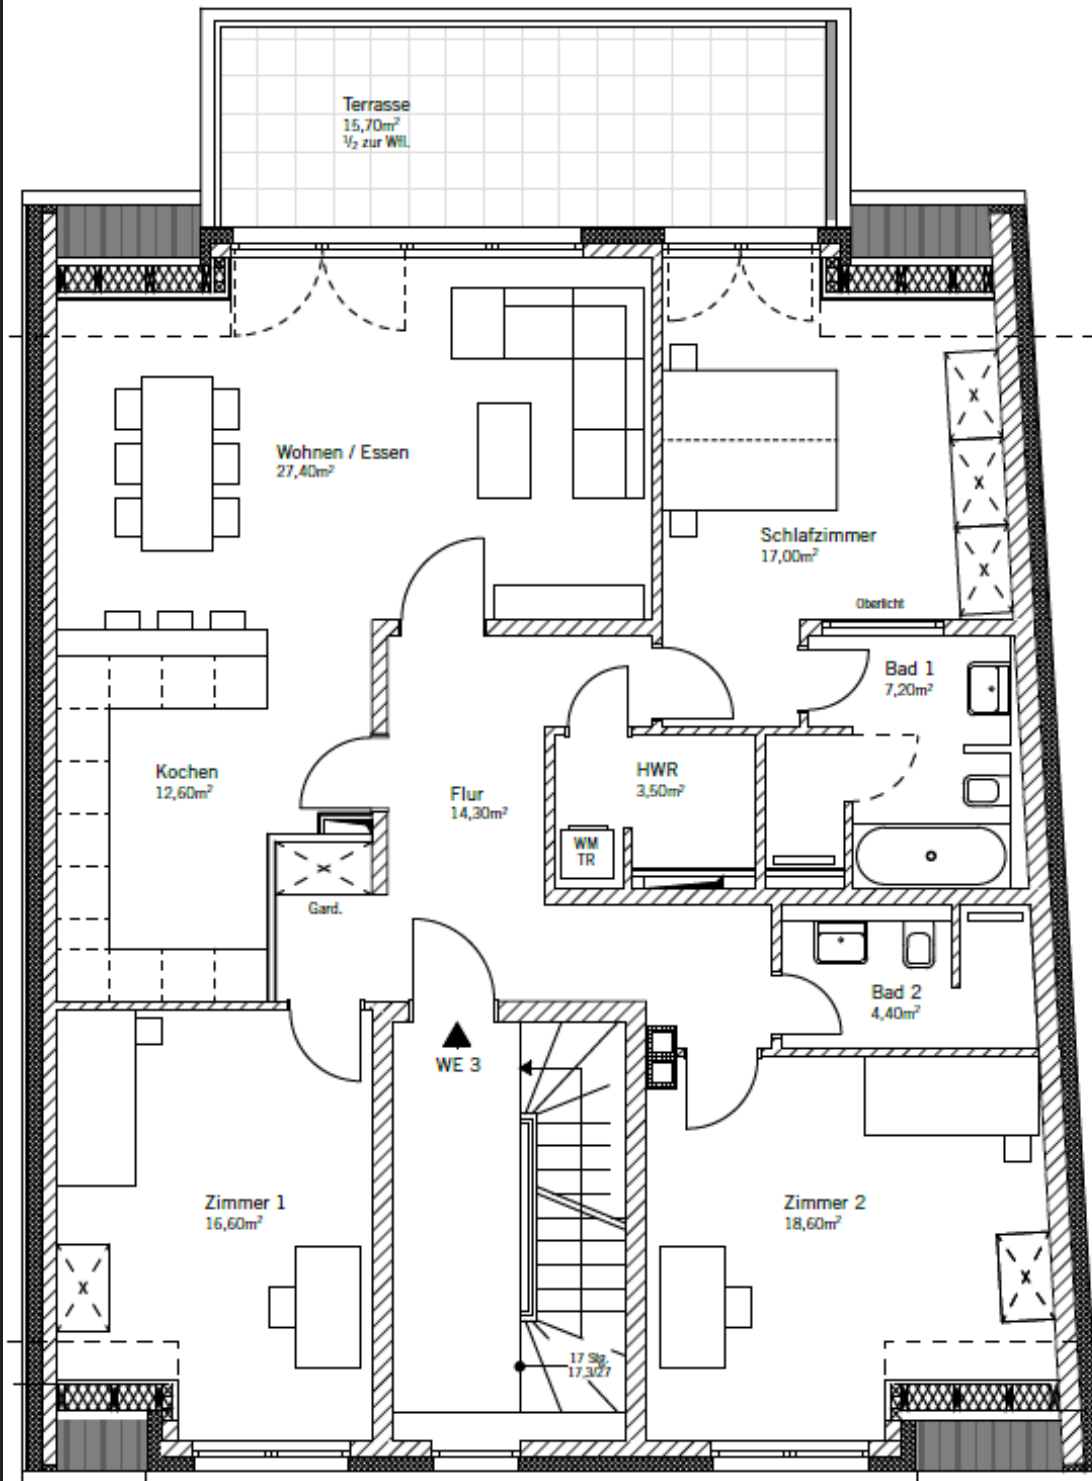 Terrasse
15,70m²
½ zur Wfl.
Wohnen / Essen
27,40m²
Schlafzimmer
17,00m²
Oberlicht
Bad 1
7,20m²
Kochen
12,60m²
Flur
14,30m²
HWR
3,50m²
WM
TR
Gard.
Bad 2
4,40m²
WE 3
Zimmer 1
16,60m²
Zimmer 2
18,60m²
17 Stg.
17,3/27